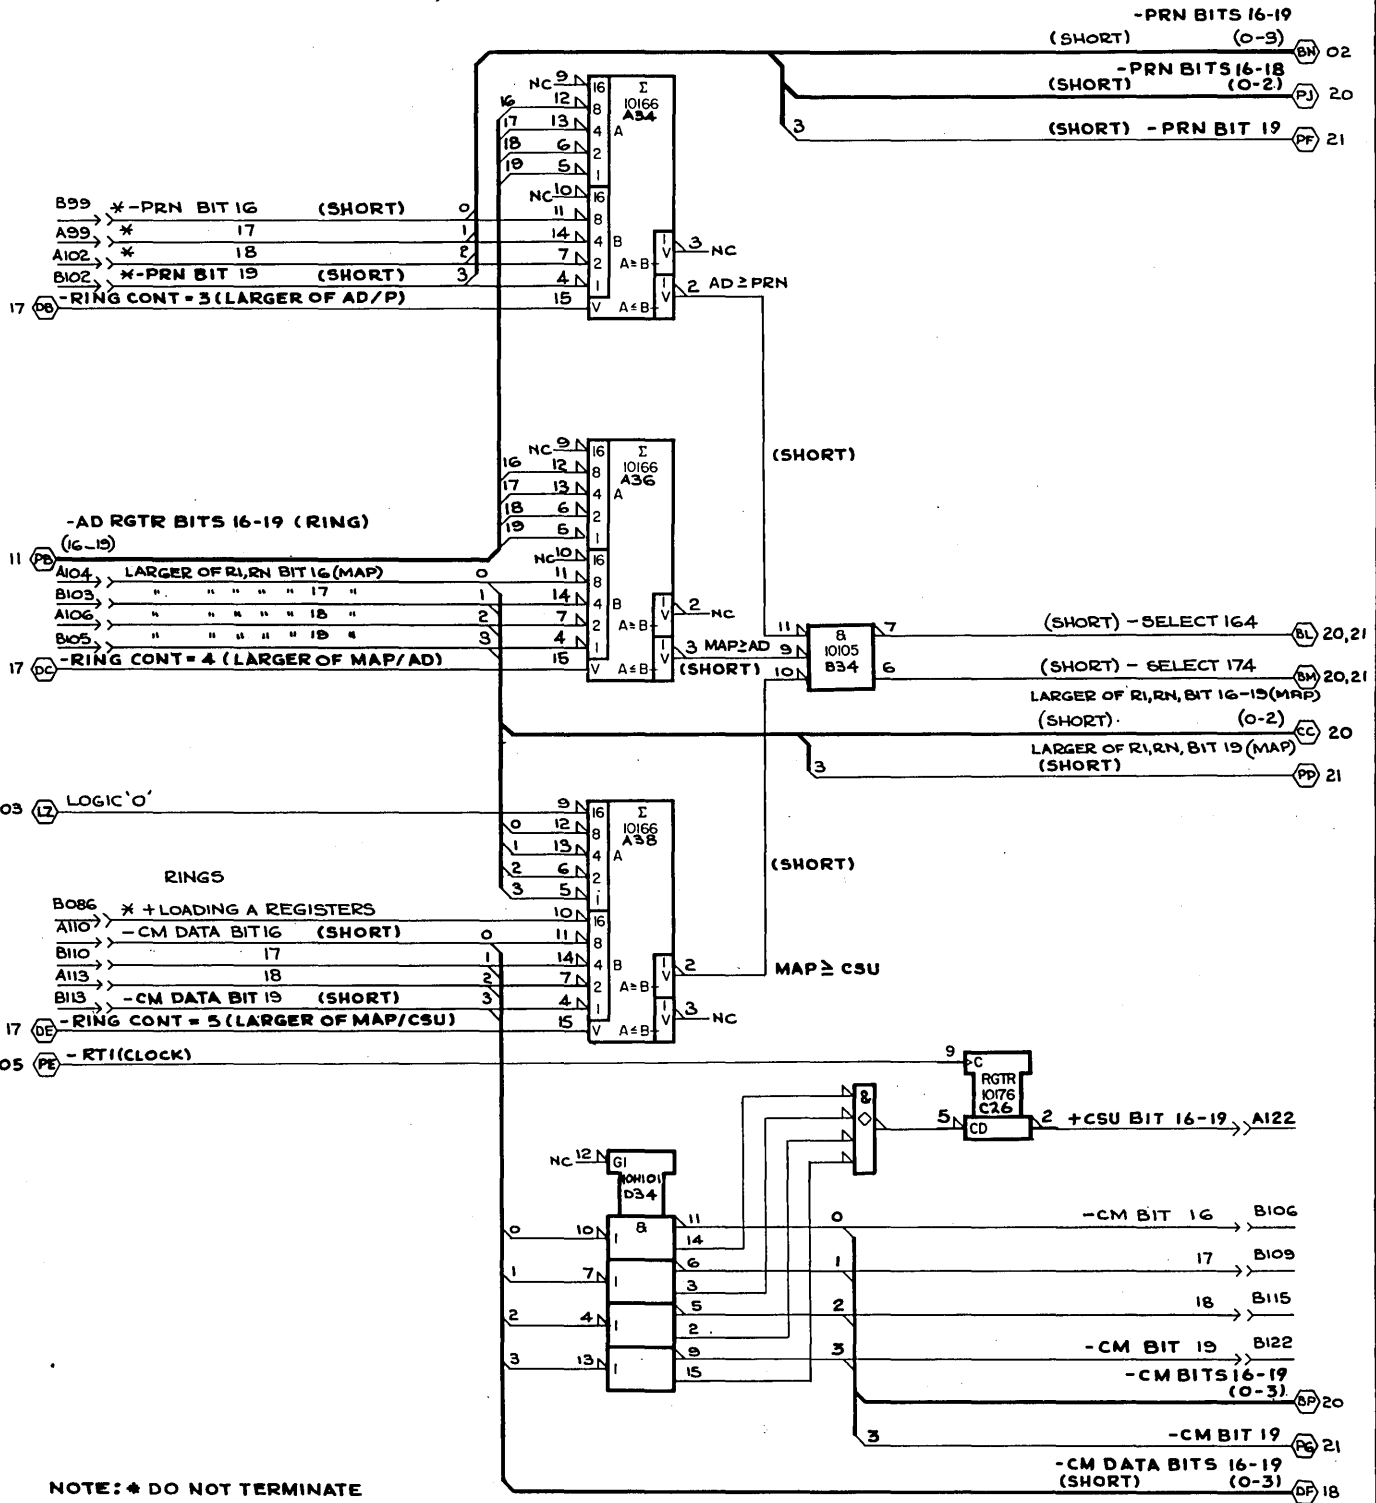 -PRN BITS 16-19
(SHORT) (0-3) BN 02
-PRN BITS 16-18
(SHORT) (0-2) PJ 20
3 (SHORT) -PRN BIT 19 PF 21
NC 9 16 Σ
16 12 8 10166
A34
17 13 4 A
18 6 2
19 5 1
NC 10 16
B99 *-PRN BIT 16 (SHORT) 0 11 8
A99 * 17 1 14 4 B 1 3 NC
A102 * 18 2 7 2 A≥B V
B102 *-PRN BIT 19 (SHORT) 3 4 1 1 2 AD≥PRN
17 DB -RING CONT=3 (LARGER OF AD/P) 15 V A≤B V
(SHORT)
NC 9 16 Σ
16 12 8 10166
A36
17 13 4 A
18 6 2
19 5 1
-AD RGTR BITS 16-19 (RING)
(16-19)
11 PB NC 10 16
A104 LARGER OF R1,RN BIT 16 (MAP) 0 11 8
B103 " " " " " 17 " 1 14 4 B 1 2 NC
A106 " " " " " 18 " 2 7 2 A≥B V
B105 " " " " " 19 " 3 4 1 1 3 MAP≥AD
17 DC -RING CONT=4 (LARGER OF MAP/AD) 15 V A≤B V (SHORT)
11 & 7 (SHORT) -SELECT 164 BL 20,21
9 10105
10 B34 6 (SHORT) - SELECT 174 BM 20,21
LARGER OF R1,RN, BIT 16-19 (MAP)
(SHORT) (0-2) CC 20
LARGER OF R1,RN, BIT 19 (MAP)
3 (SHORT) PD 21
03 LZ LOGIC '0' 9 16 Σ
0 12 8 10166
A38
1 13 4 A
2 6 2
3 5 1
(SHORT)
RINGS
B086 * +LOADING A REGISTERS 10 16
A110 -CM DATA BIT 16 (SHORT) 0 11 8
B110 17 1 14 4 B 1 2 MAP≥CSU
A113 18 2 7 2 A≥B V
B113 -CM DATA BIT 19 (SHORT) 3 4 1 1 3 NC
17 DE -RING CONT=5 (LARGER OF MAP/CSU) 15 V A≤B V
05 PE -RT1(CLOCK) 9 C
RGTR
10176
C26
& ◇
5 CD 2 +CSU BIT 16-19 A122
NC 12 G1
10H101
D34
0 10 1 & 11 0 -CM BIT 16 B106
14
1 7 1 6 1 17 B109
3
2 4 1 5 2 18 B115
2
3 13 1 9 3 -CM BIT 19 B122
15
-CM BITS 16-19
(0-3) BP 20
3 -CM BIT 19 PG 21
-CM DATA BITS 16-19
(SHORT) (0-3) DF 18
NOTE: * DO NOT TERMINATE